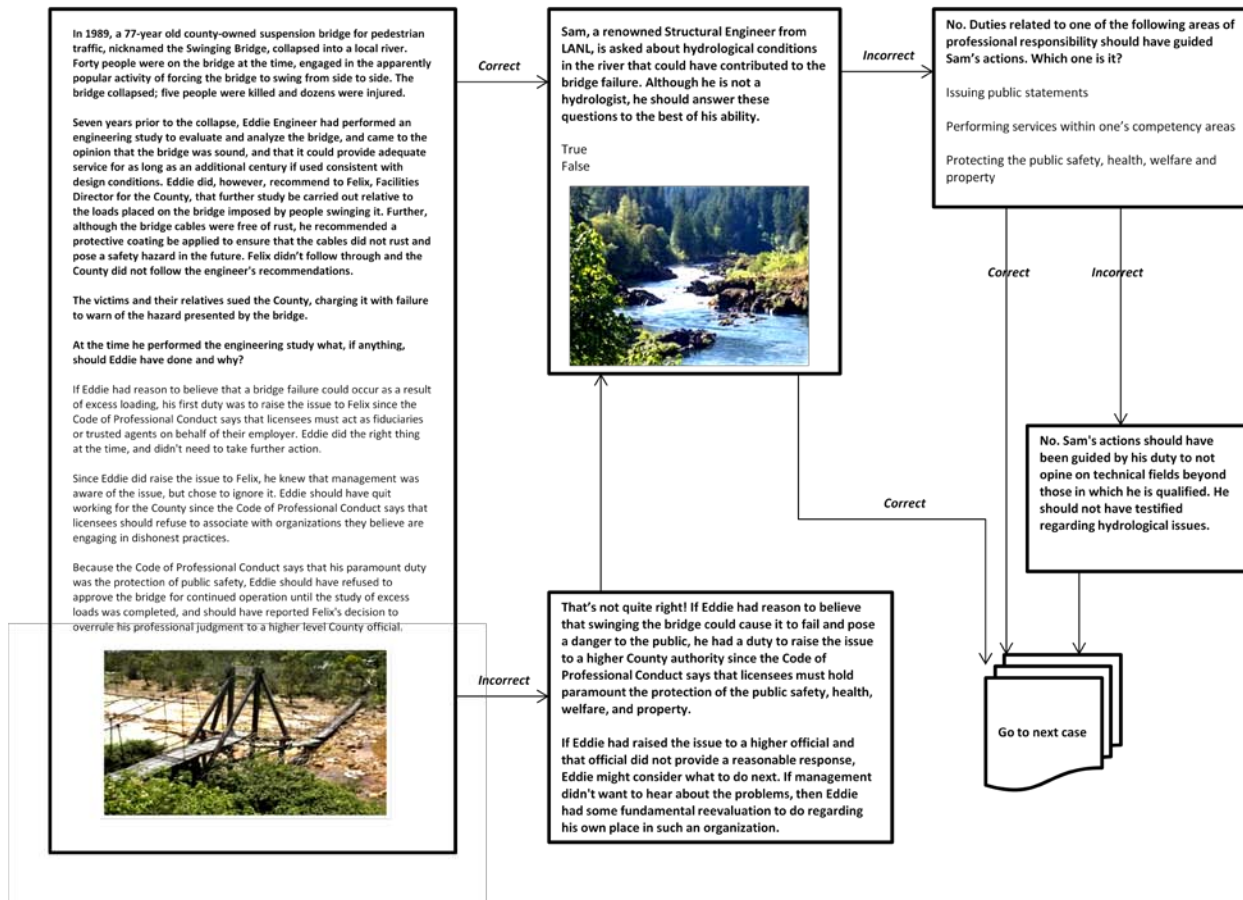 In 1989, a 77-year old county-owned suspension bridge for pedestrian
traffic, nicknamed the Swinging Bridge, collapsed into a local river.
Forty people were on the bridge at the time, engaged in the apparently
popular activity of forcing the bridge to swing from side to side. The
bridge collapsed; five people were killed and dozens were injured.
Seven years prior to the collapse, Eddie Engineer had performed an
engineering study to evaluate and analyze the bridge, and came to the
opinion that the bridge was sound, and that it could provide adequate
service for as long as an additional century if used consistent with
design conditions. Eddie did, however, recommend to Felix, Facilities
Director for the County, that further study be carried out relative to
the loads placed on the bridge imposed by people swinging it. Further,
although the bridge cables were free of rust, he recommended a
protective coating be applied to ensure that the cables did not rust and
pose a safety hazard in the future. Felix didn't follow through and the
County did not follow the engineer's recommendations.
The victims and their relatives sued the County, charging it with failure
to warn of the hazard presented by the bridge.
At the time he performed the engineering study what, if anything,
should Eddie have done and why?
If Eddie had reason to believe that a bridge failure could occur as a result
of excess loading, his first duty was to raise the issue to Felix since the
Code of Professional Conduct says that licensees must act as fiduciaries
or trusted agents on behalf of their employer. Eddie did the right thing
at the time, and didn't need to take further action.
Since Eddie did raise the issue to Felix, he knew that management was
aware of the issue, but chose to ignore it. Eddie should have quit
working for the County since the Code of Professional Conduct says that
licensees should refuse to associate with organizations they believe are
engaging in dishonest practices.
Because the Code of Professional Conduct says that his paramount duty
was the protection of public safety, Eddie should have refused to
approve the bridge for continued operation until the study of excess
loads was completed, and should have reported Felix's decision to
overrule his professional judgment to a higher level County official.
Correct
Incorrect
Sam, a renowned Structural Engineer from
LANL, is asked about hydrological conditions
in the river that could have contributed to the
bridge failure. Although he is not a
hydrologist, he should answer these
questions to the best of his ability.
True
False
Incorrect
Correct
That's not quite right! If Eddie had reason to believe
that swinging the bridge could cause it to fail and pose
a danger to the public, he had a duty to raise the issue
to a higher County authority since the Code of
Professional Conduct says that licensees must hold
paramount the protection of the public safety, health,
welfare, and property.
If Eddie had raised the issue to a higher official and
that official did not provide a reasonable response,
Eddie might consider what to do next. If management
didn't want to hear about the problems, then Eddie
had some fundamental reevaluation to do regarding
his own place in such an organization.
No. Duties related to one of the following areas of
professional responsibility should have guided
Sam's actions. Which one is it?
Issuing public statements
Performing services within one's competency areas
Protecting the public safety, health, welfare and
property
Correct
Incorrect
No. Sam's actions should have
been guided by his duty to not
opine on technical fields beyond
those in which he is qualified. He
should not have testified
regarding hydrological issues.
Go to next case